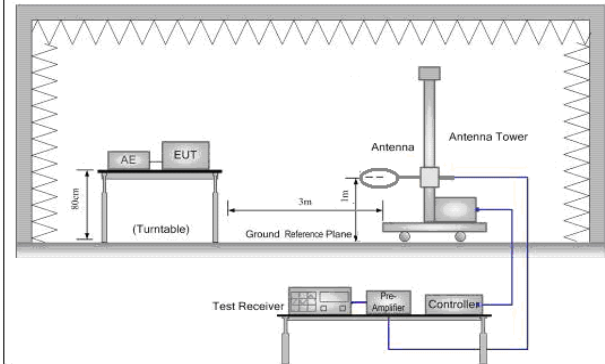 Antenna Tower
Antenna
AE
EUT
80cm
1m
3m
(Turntable)
Ground Reference Plane
Test Receiver
Pre-
Amplifier
Controller